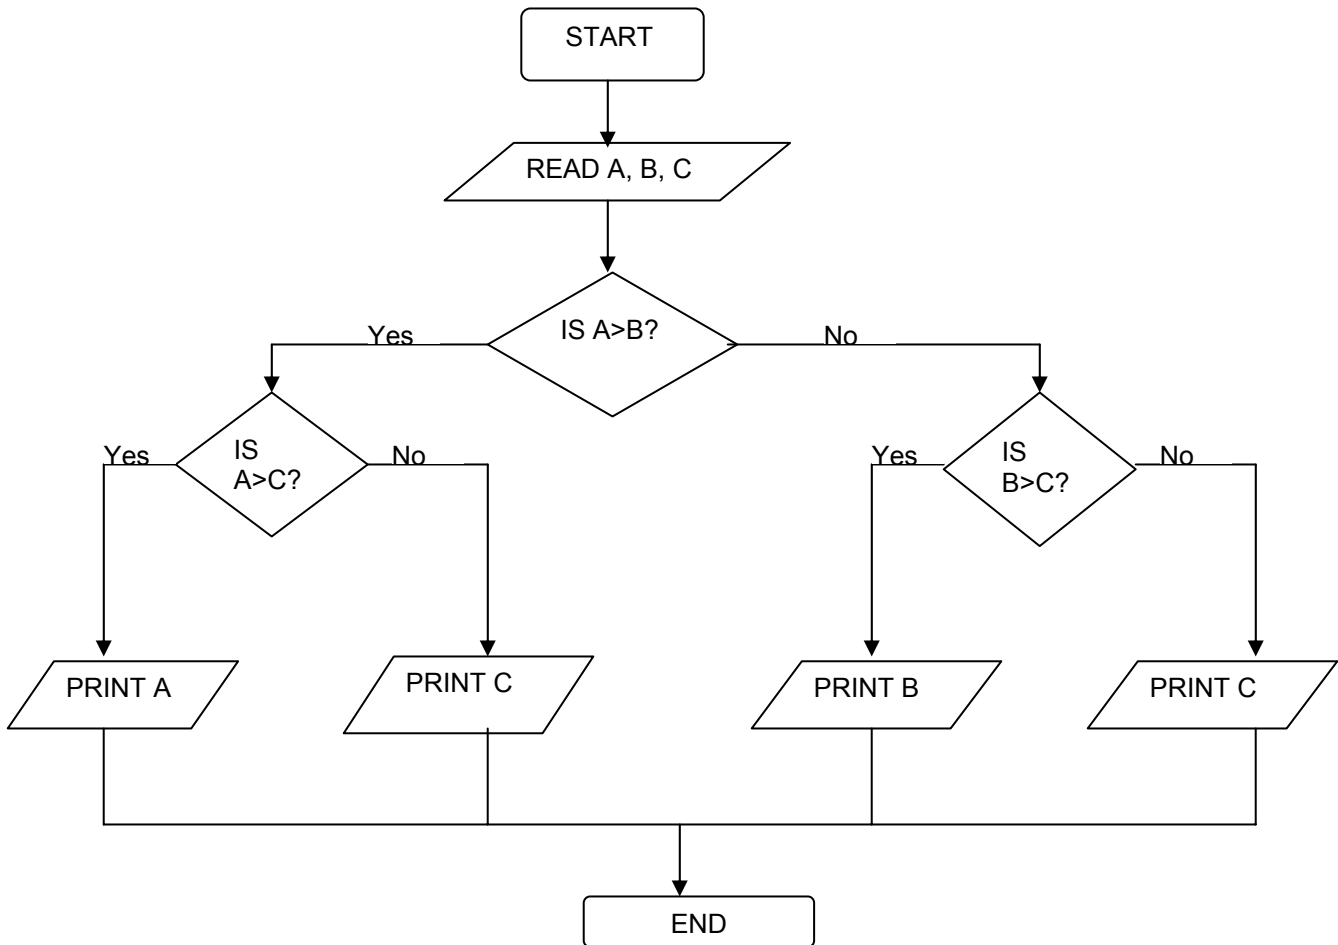 START
READ A, B, C
IS A>B?
Yes
No
Yes
IS
A>C?
No
Yes
IS
B>C?
No
PRINT A
PRINT C
PRINT B
PRINT C
END